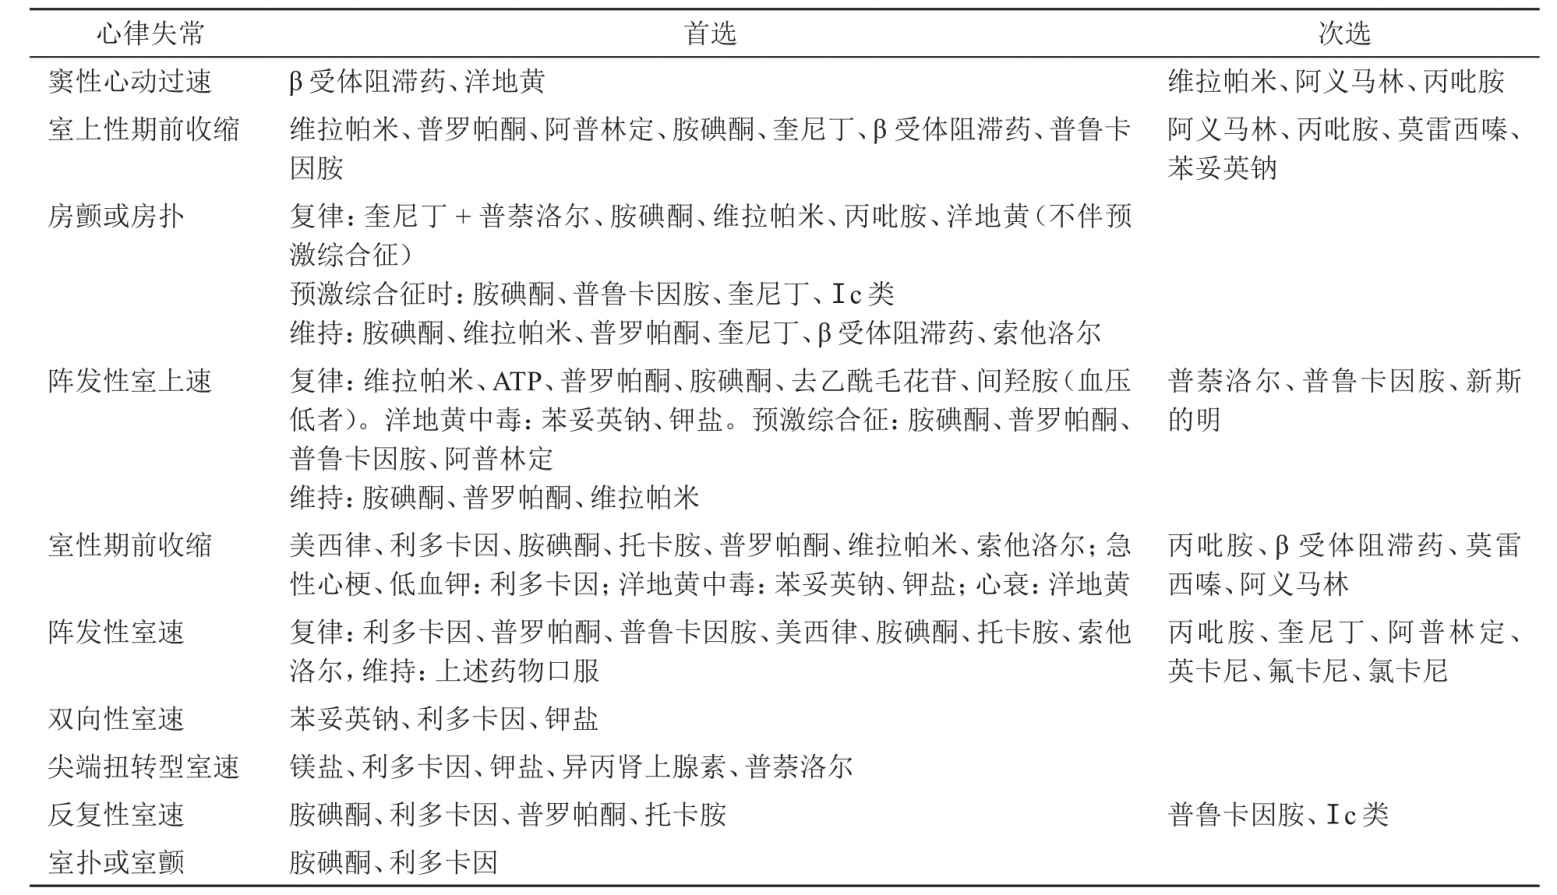 心律失常 首选 次选
窦性心动过速 β受体阻滞药、洋地黄 维拉帕米、阿义马林、丙吡胺
室上性期前收缩 维拉帕米、普罗帕酮、阿普林定、胺碘酮、奎尼丁、β受体阻滞药、普鲁卡 阿义马林、丙吡胺、莫雷西嗪、
因胺 苯妥英钠
房颤或房扑 复律：奎尼丁+普萘洛尔、胺碘酮、维拉帕米、丙吡胺、洋地黄（不伴预
激综合征）
预激综合征时：胺碘酮、普鲁卡因胺、奎尼丁、Ⅰc类
维持：胺碘酮、维拉帕米、普罗帕酮、奎尼丁、β受体阻滞药、索他洛尔
阵发性室上速 复律：维拉帕米、ATP、普罗帕酮、胺碘酮、去乙酰毛花苷、间羟胺（血压 普萘洛尔、普鲁卡因胺、新斯
低者）。洋地黄中毒：苯妥英钠、钾盐。预激综合征：胺碘酮、普罗帕酮、 的明
普鲁卡因胺、阿普林定
维持：胺碘酮、普罗帕酮、维拉帕米
室性期前收缩 美西律、利多卡因、胺碘酮、托卡胺、普罗帕酮、维拉帕米、索他洛尔；急 丙吡胺、β受体阻滞药、莫雷
性心梗、低血钾：利多卡因；洋地黄中毒：苯妥英钠、钾盐；心衰：洋地黄 西嗪、阿义马林
阵发性室速 复律：利多卡因、普罗帕酮、普鲁卡因胺、美西律、胺碘酮、托卡胺、索他 丙吡胺、奎尼丁、阿普林定、
洛尔，维持：上述药物口服 英卡尼、氟卡尼、氯卡尼
双向性室速 苯妥英钠、利多卡因、钾盐
尖端扭转型室速 镁盐、利多卡因、钾盐、异丙肾上腺素、普萘洛尔
反复性室速 胺碘酮、利多卡因、普罗帕酮、托卡胺 普鲁卡因胺、Ⅰc类
室扑或室颤 胺碘酮、利多卡因